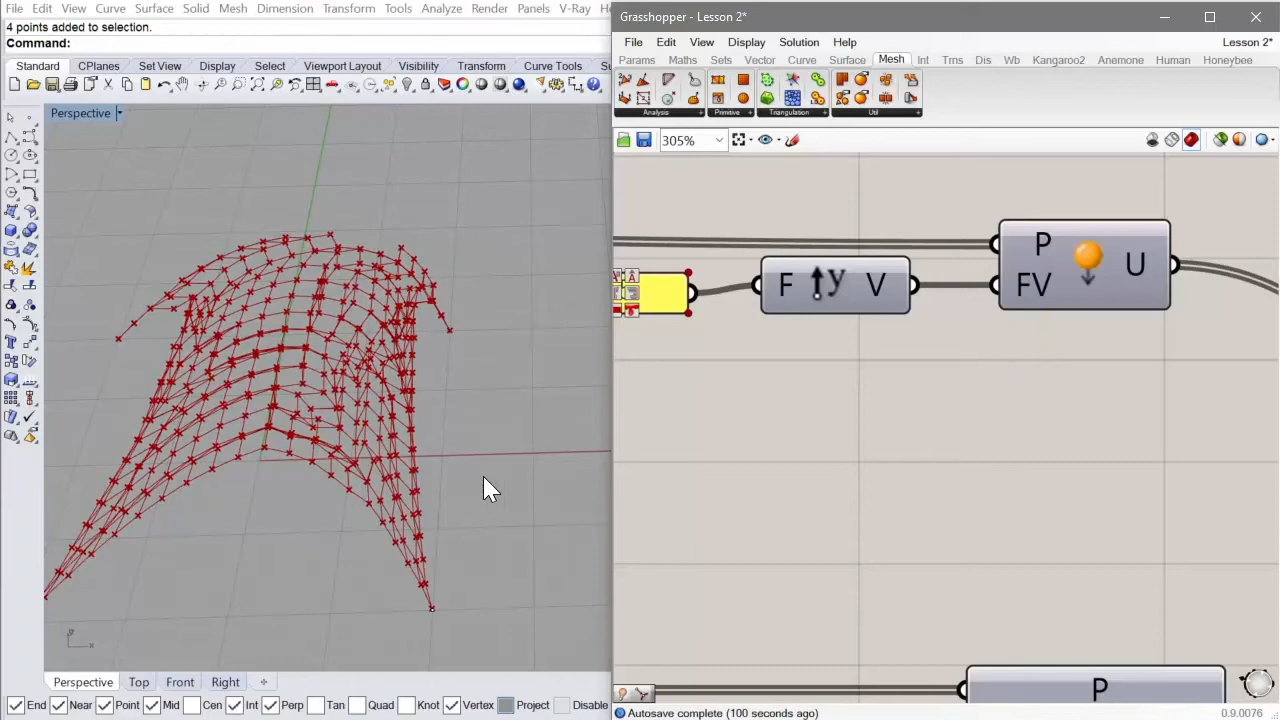 File Edit View Curve Surface Solid Mesh Dimension Transform Tools Analyze Render Panels V-Ray
4 points added to selection.
Command:
Standard CPlanes Set View Display Select Viewport Layout Visibility Transform Curve Tools Su
Perspective
y
x
Perspective Top Front Right
End Near Point Mid Cen Int Perp Tan Quad Knot Vertex Project Disable
Grasshopper - Lesson 2*
File Edit View Display Solution Help Lesson 2*
Params Maths Sets Vector Curve Surface Mesh Int Trns Dis Wb Kangaroo2 Anemone Human Honeybee
Analysis Primitive Triangulation Util
305%
P
FV U
F y V
P
Autosave complete (100 seconds ago) 0.9.0076